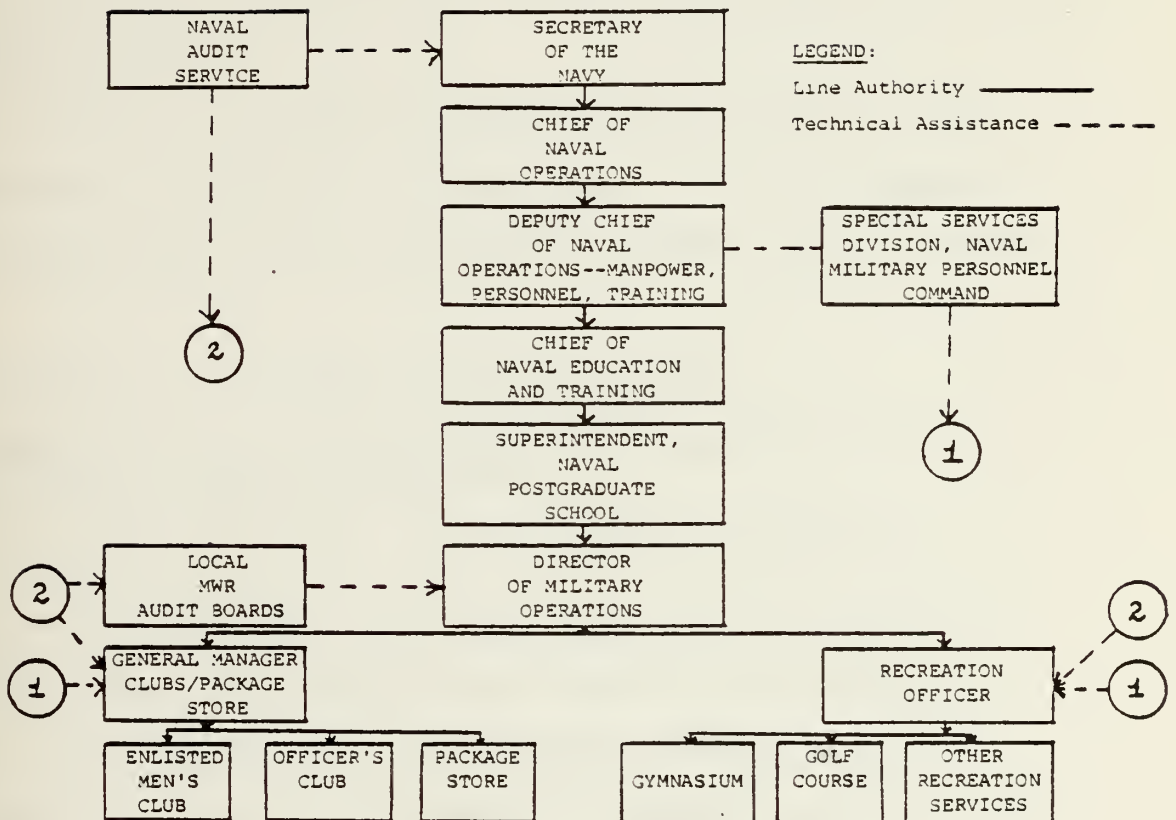 NAVAL
AUDIT
SERVICE
SECRETARY
OF THE
NAVY
LEGEND:
Line Authority
Technical Assistance
CHIEF OF
NAVAL
OPERATIONS
DEPUTY CHIEF
OF NAVAL
OPERATIONS--MANPOWER,
PERSONNEL, TRAINING
SPECIAL SERVICES
DIVISION, NAVAL
MILITARY PERSONNEL
COMMAND
2
CHIEF OF
NAVAL EDUCATION
AND TRAINING
1
SUPERINTENDENT,
NAVAL
POSTGRADUATE
SCHOOL
2
LOCAL
MWR
AUDIT BOARDS
DIRECTOR
OF MILITARY
OPERATIONS
2
1
GENERAL MANAGER
CLUBS/PACKAGE
STORE
RECREATION
OFFICER
1
ENLISTED
MEN'S
CLUB
OFFICER'S
CLUB
PACKAGE
STORE
GYMNASIUM
GOLF
COURSE
OTHER
RECREATION
SERVICES